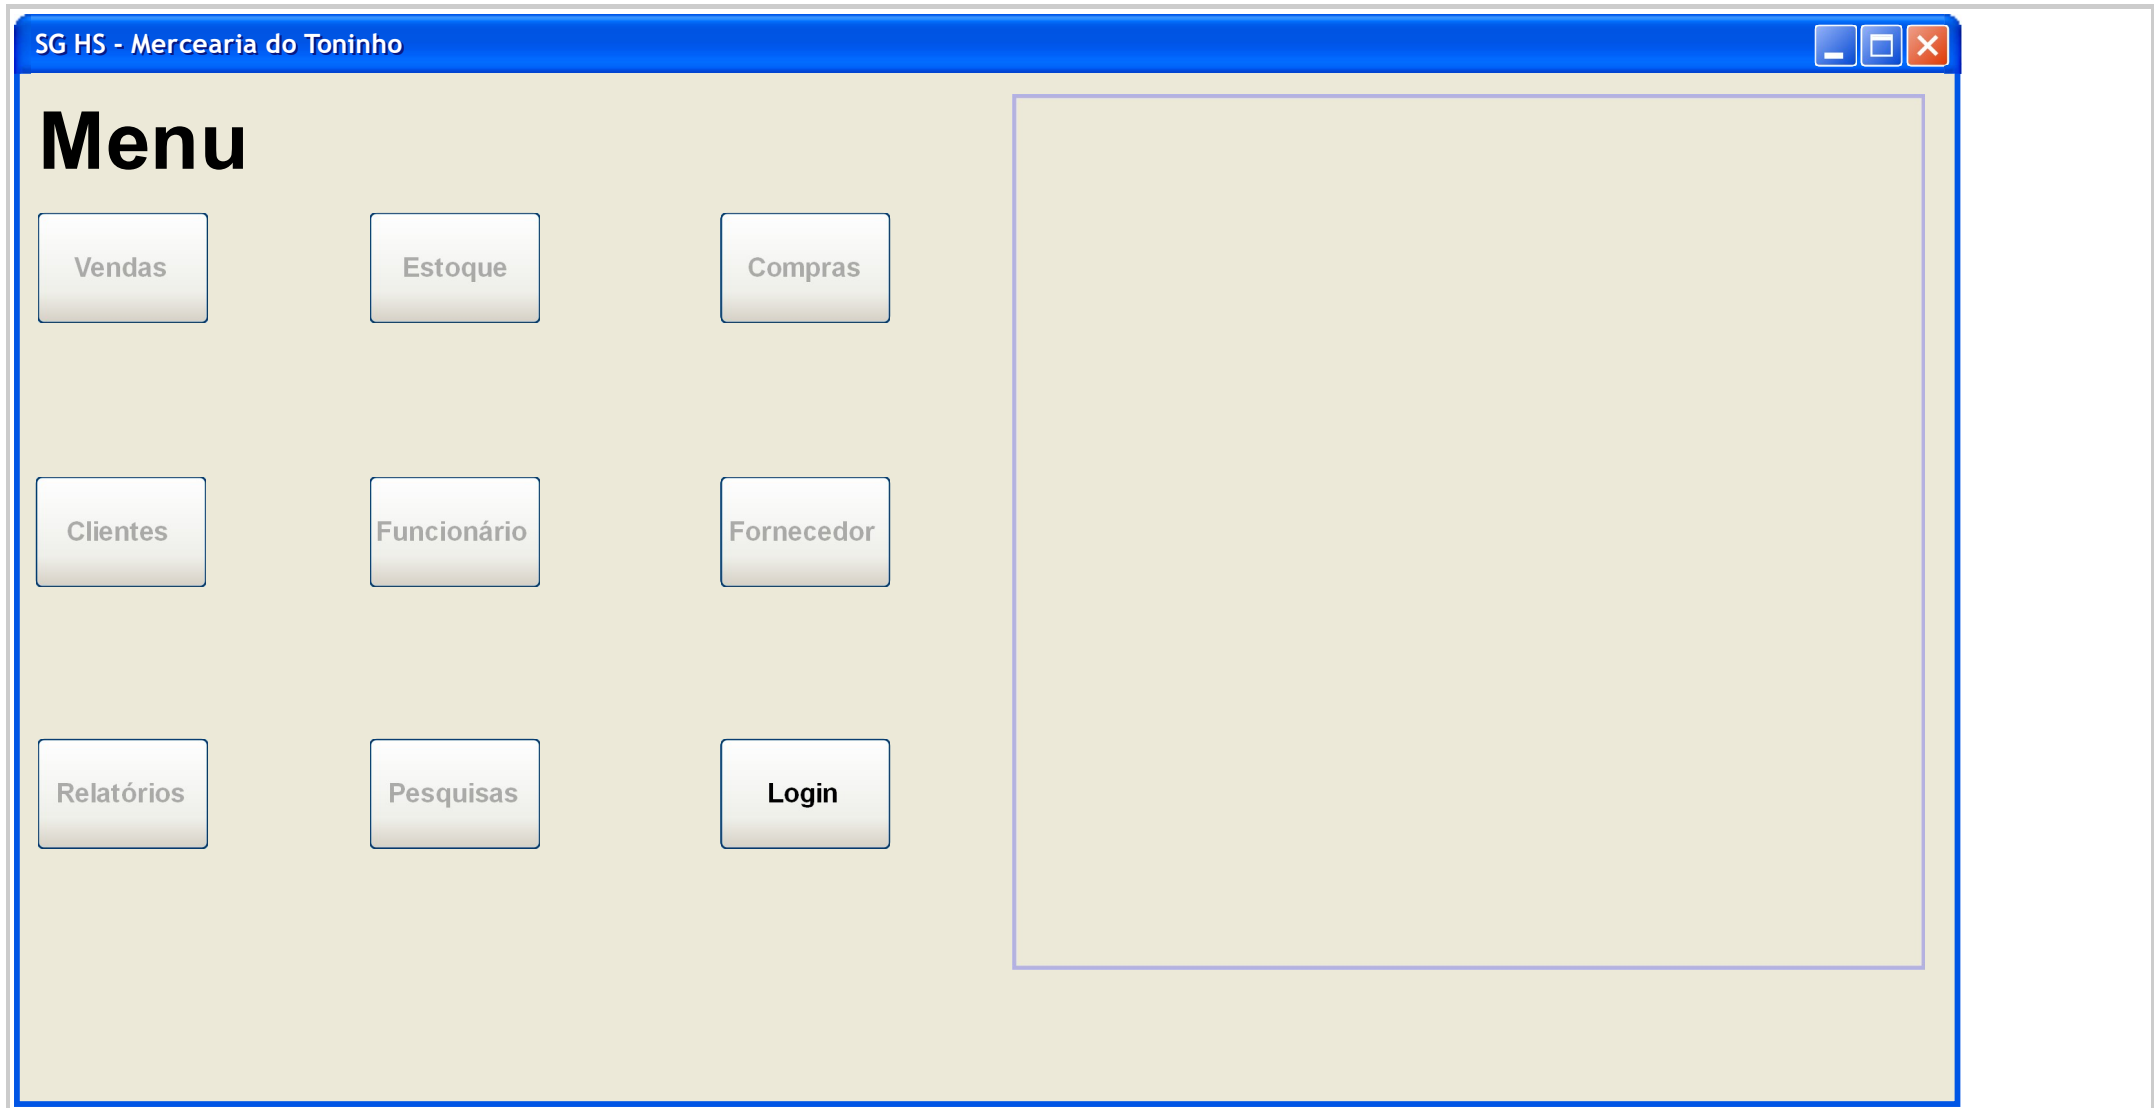 SG HS - Mercearia do Toninho
Menu
Vendas Estoque Compras
Clientes Funcionário Fornecedor
Relatórios Pesquisas Login